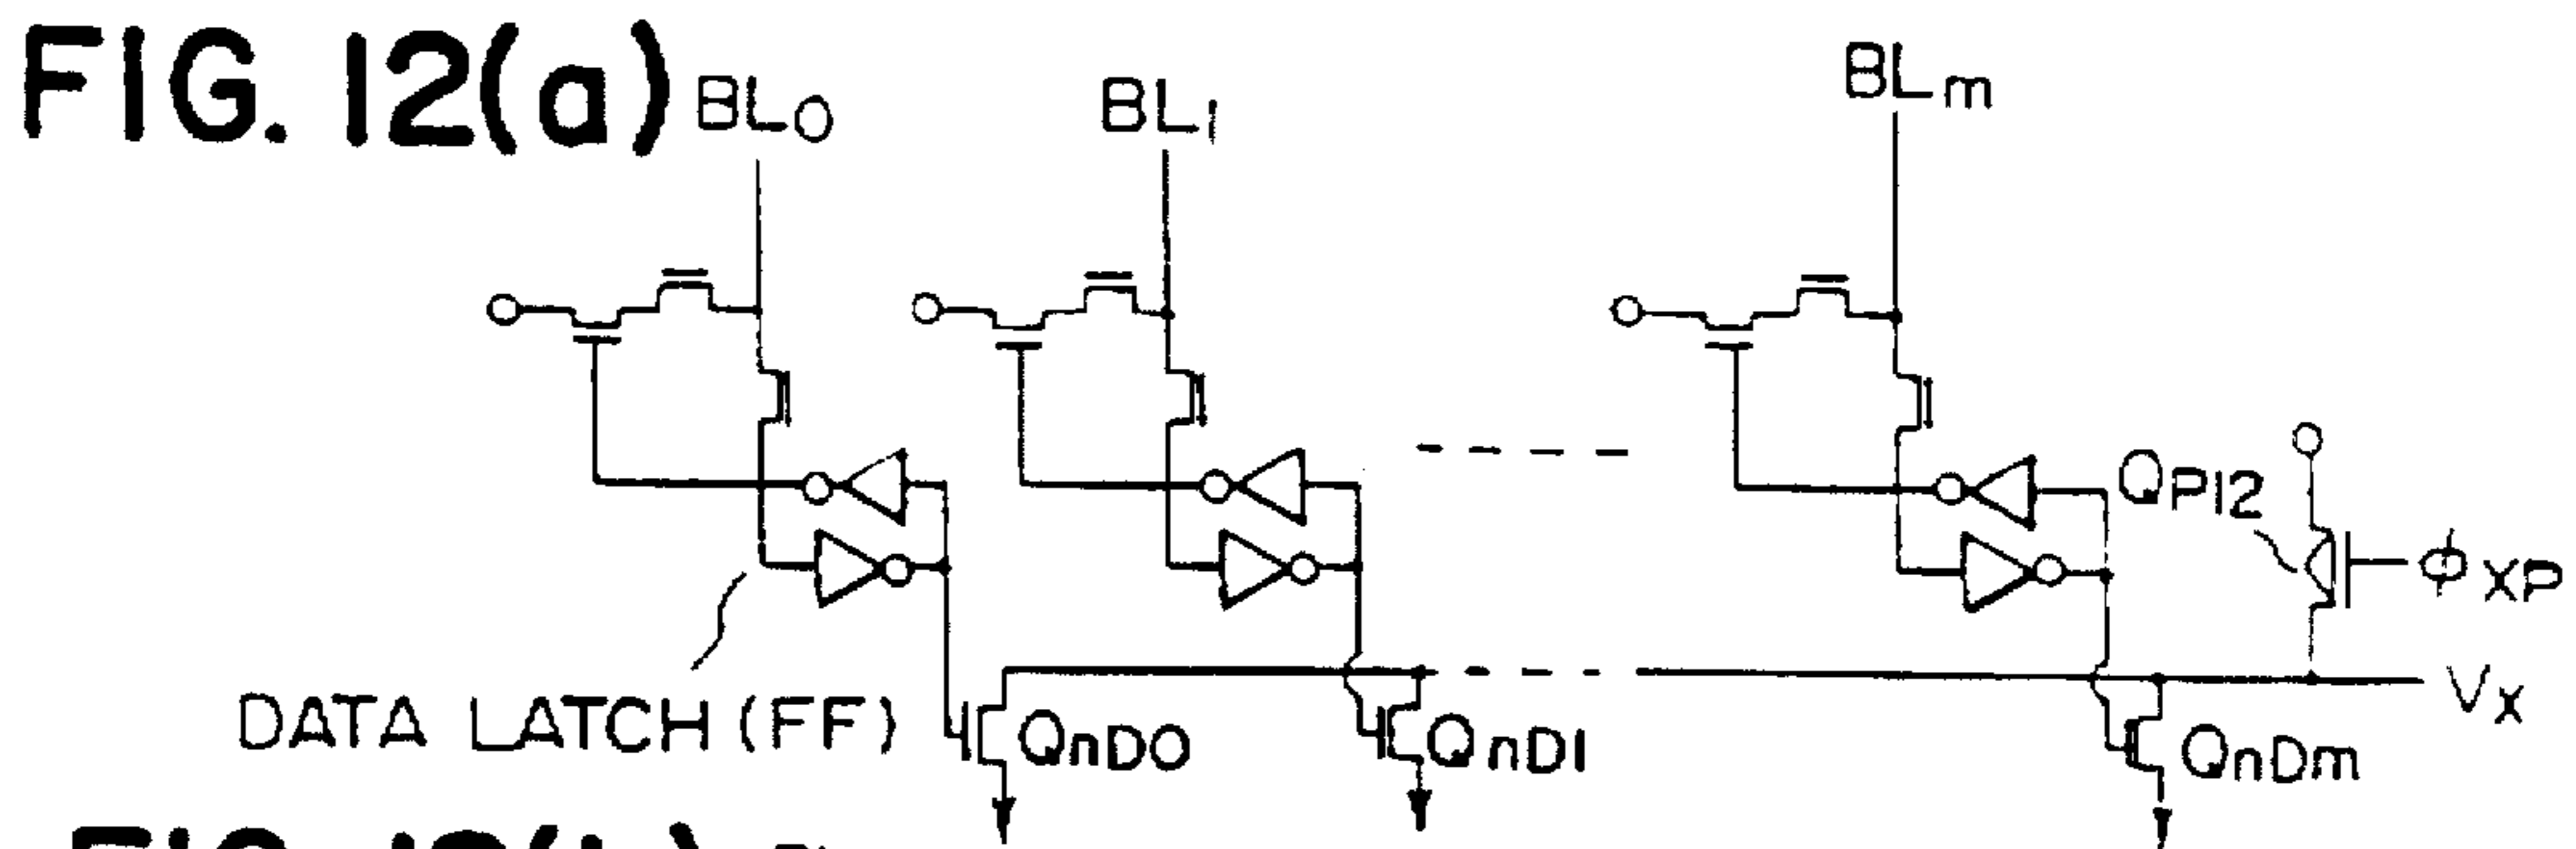 FIG. 12(a)
BL0
BL1
BLm
QP12
ϕXP
DATA LATCH (FF)
QnD0
QnD1
QnDm
VX